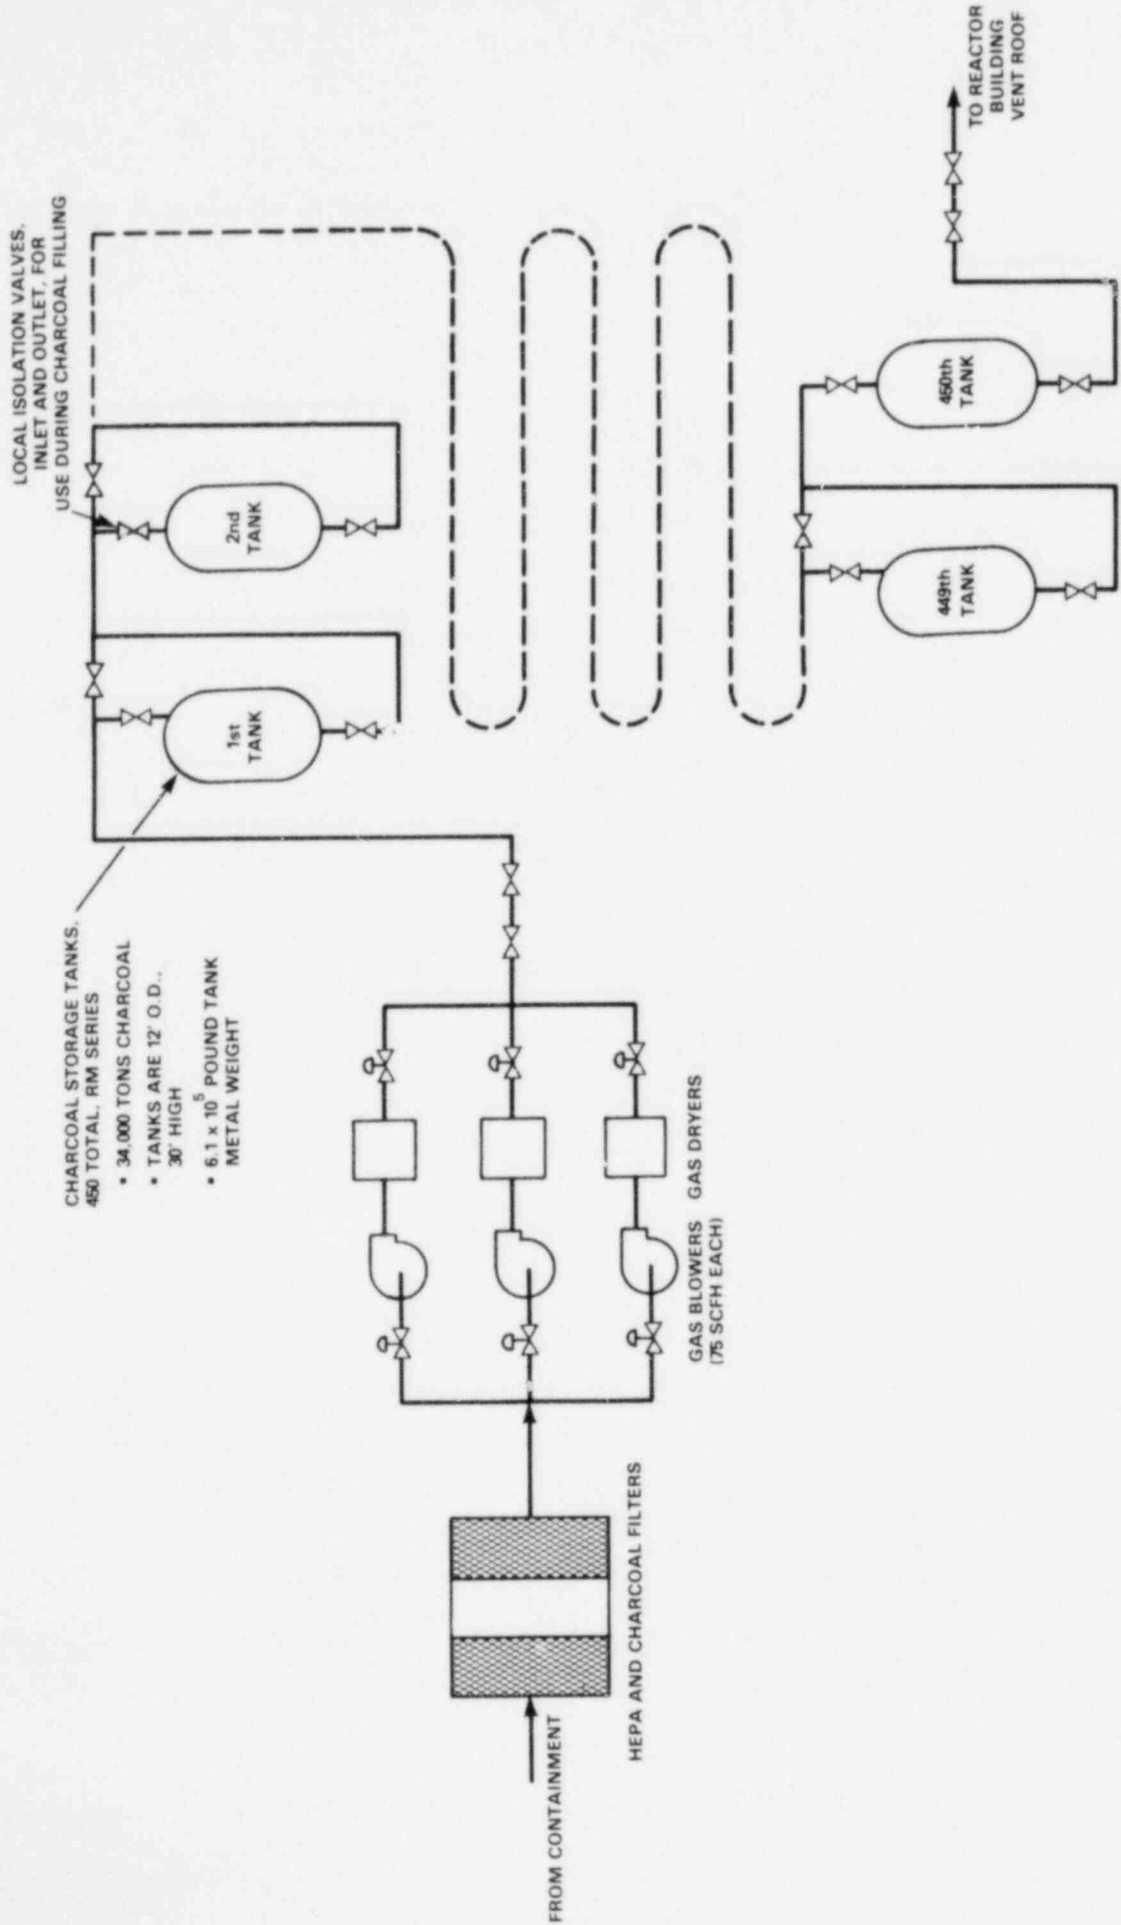 FROM CONTAINMENT
HEPA AND CHARCOAL FILTERS
GAS BLOWERS
(75 SCFH EACH)
GAS DRYERS
CHARCOAL STORAGE TANKS.
450 TOTAL. RM SERIES
• 34,000 TONS CHARCOAL
• TANKS ARE 12' O.D.,
30' HIGH
• 6.1 x 10⁵ POUND TANK
METAL WEIGHT
1st
TANK
2nd
TANK
LOCAL ISOLATION VALVES.
INLET AND OUTLET, FOR
USE DURING CHARCOAL FILLING
449th
TANK
450th
TANK
TO REACTOR
BUILDING
VENT ROOF